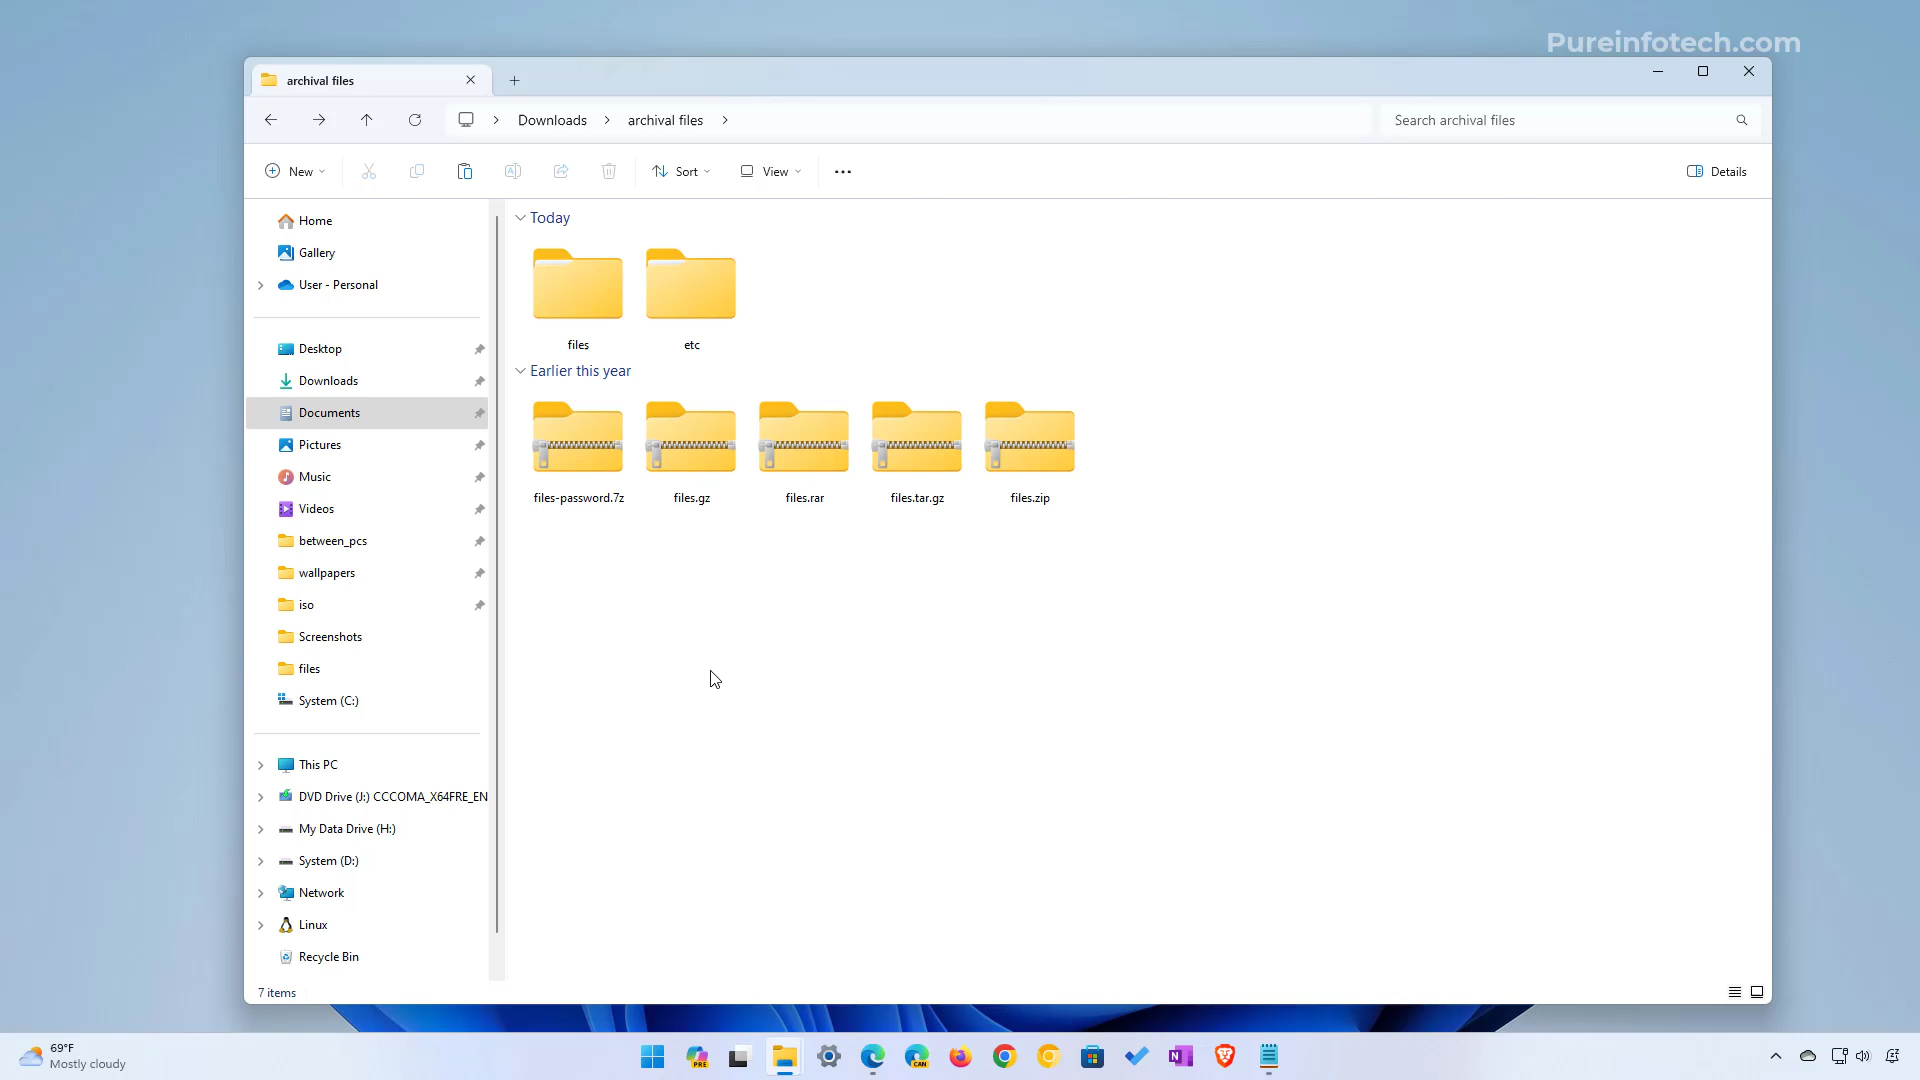 Pureinfotech.com
archival files
Downloads
archival files
Search archival files
New
Sort
View
Details
Home
Gallery
User - Personal
Desktop
Downloads
Documents
Pictures
Music
Videos
between_pcs
wallpapers
iso
Screenshots
files
System (C:)
This PC
DVD Drive (J:) CCCOMA_X64FRE_EN
My Data Drive (H:)
System (D:)
Network
Linux
Recycle Bin
Today
files etc
Earlier this year
files-password.7z files.gz files.rar files.tar.gz files.zip
7 items
69°F
Mostly cloudy
PRE
CAN